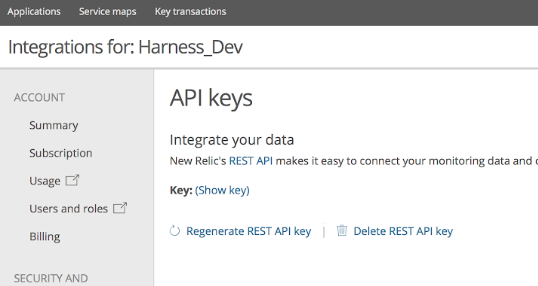 Applications Service maps Key transactions
Integrations for: Harness_Dev
ACCOUNT
Summary
Subscription
Usage
Users and roles
Billing
SECURITY AND
API keys
Integrate your data
New Relic's REST API makes it easy to connect your monitoring data and
Key: (Show key)
Regenerate REST API key | Delete REST API key